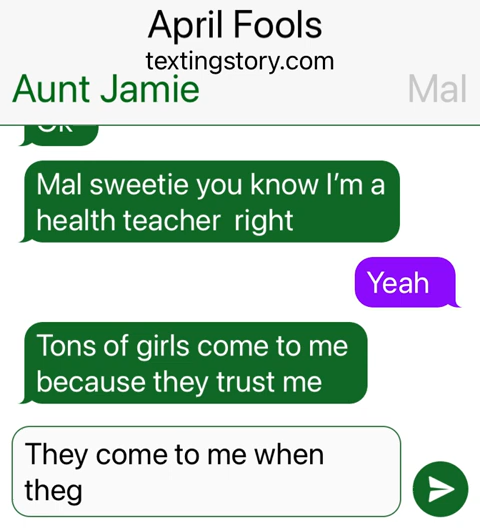 April Fools
textingstory.com
Aunt Jamie Mal
Ok
Mal sweetie you know I'm a
health teacher  right
Yeah
Tons of girls come to me
because they trust me
They come to me when
theg